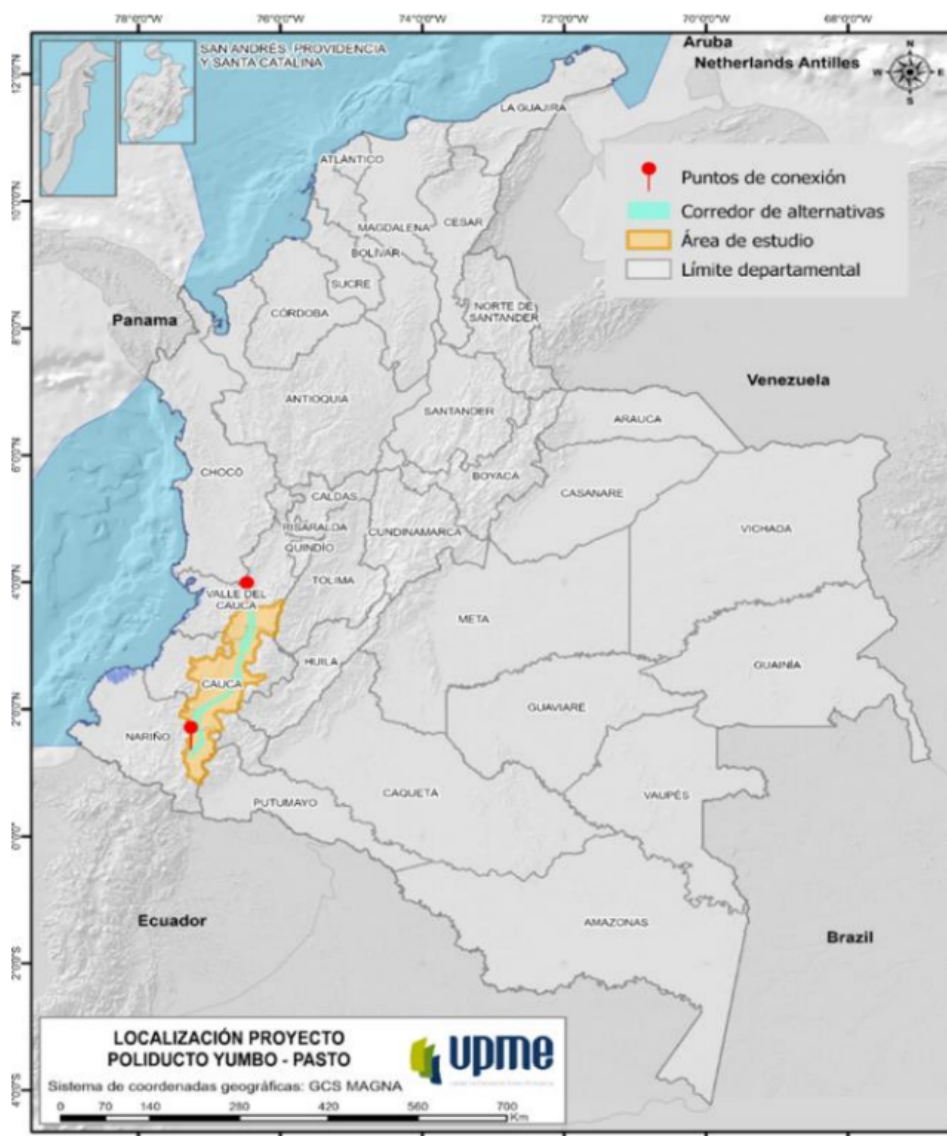 78°0'0"O 76°0'0"O 74°0'0"O 72°0'0"O 70°0'0"O 68°0'0"O
SAN ANDRÉS, PROVIDENCIA
Y SANTA CATALINA
Aruba
Netherlands Antilles
N
W E
S
12°0'0"N
LA GUAJIRA
ATLÁNTICO
Puntos de conexión
Corredor de alternativas
Área de estudio
Límite departamental
10°0'0"N
MAGDALENA
CESAR
BOLÍVAR
SUCRE
CÓRDOBA
NORTE DE
SANTANDER
Panama
8°0'0"N
Venezuela
ANTIOQUIA
SANTANDER
ARAUCA
6°0'0"N
CHOCÓ
BOYACÁ
CASANARE
CALDAS
RISARALDA
CUNDINAMARCA
VICHADA
QUINDÍO
4°0'0"N
TOLIMA
VALLE DEL
CAUCA
META
HUILA
GUAINÍA
CAUCA
GUAVIARE
2°0'0"N
NARIÑO
CAQUETA
VAUPÉS
PUTUMAYO
0°0'0"
Ecuador
AMAZONAS
Brazil
2°0'0"S
LOCALIZACIÓN PROYECTO
POLIDUCTO YUMBO - PASTO
upme
Sistema de coordenadas geográficas: GCS MAGNA
0 70 140 280 420 560 700
Km
4°0'0"S